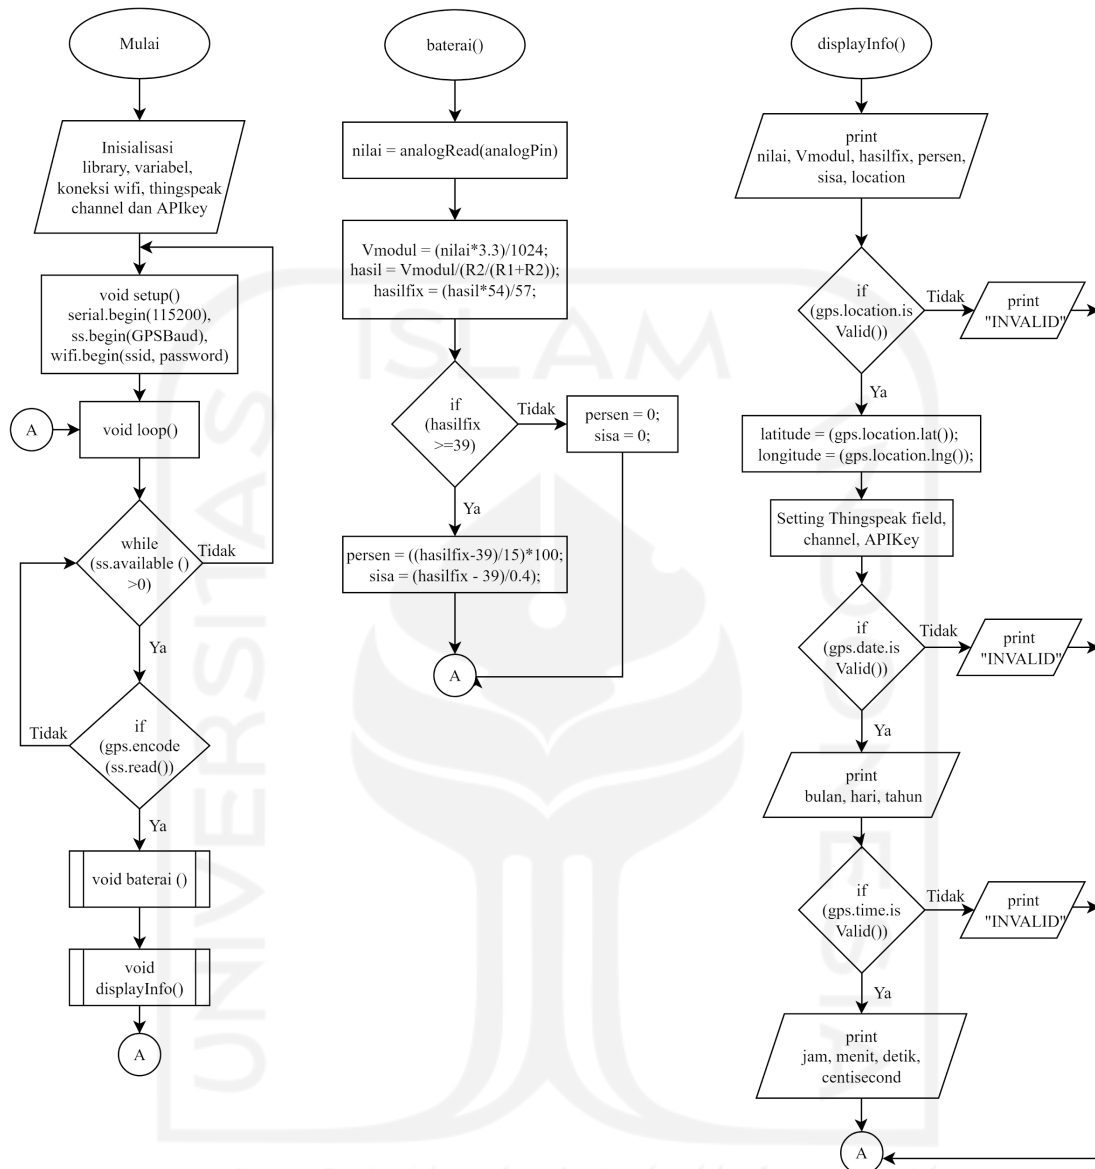 Mulai
Inisialisasi
library, variabel,
koneksi wifi, thingspeak
channel dan APIkey
void setup()
serial.begin(115200),
ss.begin(GPSBaud),
wifi.begin(ssid, password)
A
void loop()
while
(ss.available ()
>0)
Tidak
Ya
if
(gps.encode
(ss.read())
Tidak
Ya
void baterai ()
void
displayInfo()
A
baterai()
nilai = analogRead(analogPin)
Vmodul = (nilai*3.3)/1024;
hasil = Vmodul/(R2/(R1+R2));
hasilfix = (hasil*54)/57;
if
(hasilfix
>=39)
Tidak
persen = 0;
sisa = 0;
Ya
persen = ((hasilfix-39)/15)*100;
sisa = (hasilfix - 39)/0.4);
A
displayInfo()
print
nilai, Vmodul, hasilfix, persen,
sisa, location
if
(gps.location.is
Valid())
Tidak
print
"INVALID"
Ya
latitude = (gps.location.lat());
longitude = (gps.location.lng());
Setting Thingspeak field,
channel, APIKey
if
(gps.date.is
Valid())
Tidak
print
"INVALID"
Ya
print
bulan, hari, tahun
if
(gps.time.is
Valid())
Tidak
print
"INVALID"
Ya
print
jam, menit, detik,
centisecond
A
UNIVERSITAS
ISLAM
INDONESIA